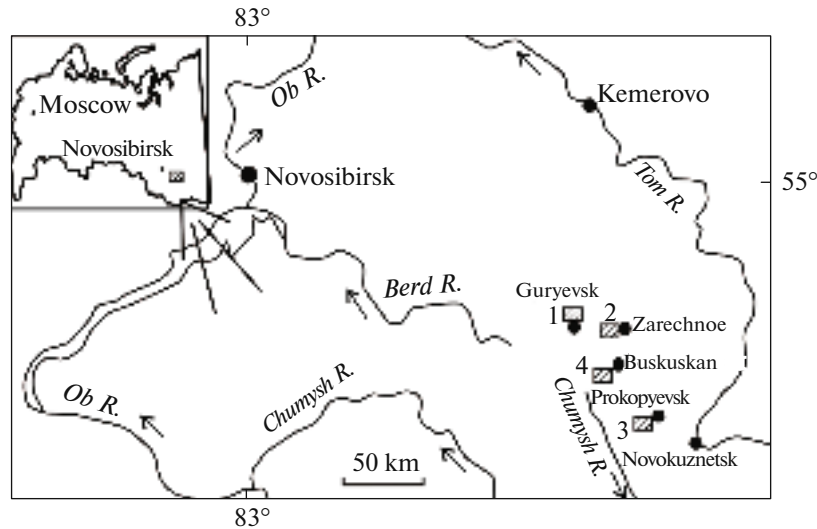 83°
Ob R.
Moscow
Kemerovo
Novosibirsk
Novosibirsk
55°
Tom R.
Berd R.
Guryevsk
1
2
Zarechnoe
4
Buskuskan
Ob R.
Chumysh R.
Chumysh R.
Prokopyevsk
3
50 km
Novokuznetsk
83°